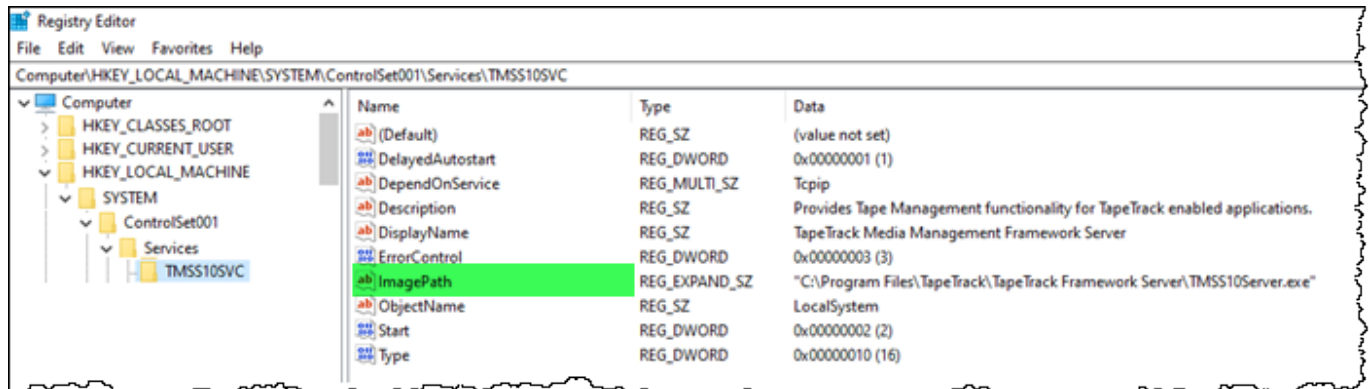 Registry Editor
File Edit View Favorites Help
Computer\HKEY_LOCAL_MACHINE\SYSTEM\ControlSet001\Services\TMSS10SVC
Computer
HKEY_CLASSES_ROOT
HKEY_CURRENT_USER
HKEY_LOCAL_MACHINE
SYSTEM
ControlSet001
Services
TMSS10SVC
Name Type Data
(Default) REG_SZ (value not set)
DelayedAutostart REG_DWORD 0x00000001 (1)
DependOnService REG_MULTI_SZ Tcpip
Description REG_SZ Provides Tape Management functionality for TapeTrack enabled applications.
DisplayName REG_SZ TapeTrack Media Management Framework Server
ErrorControl REG_DWORD 0x00000003 (3)
ImagePath REG_EXPAND_SZ "C:\Program Files\TapeTrack\TapeTrack Framework Server\TMSS10Server.exe"
ObjectName REG_SZ LocalSystem
Start REG_DWORD 0x00000002 (2)
Type REG_DWORD 0x00000010 (16)